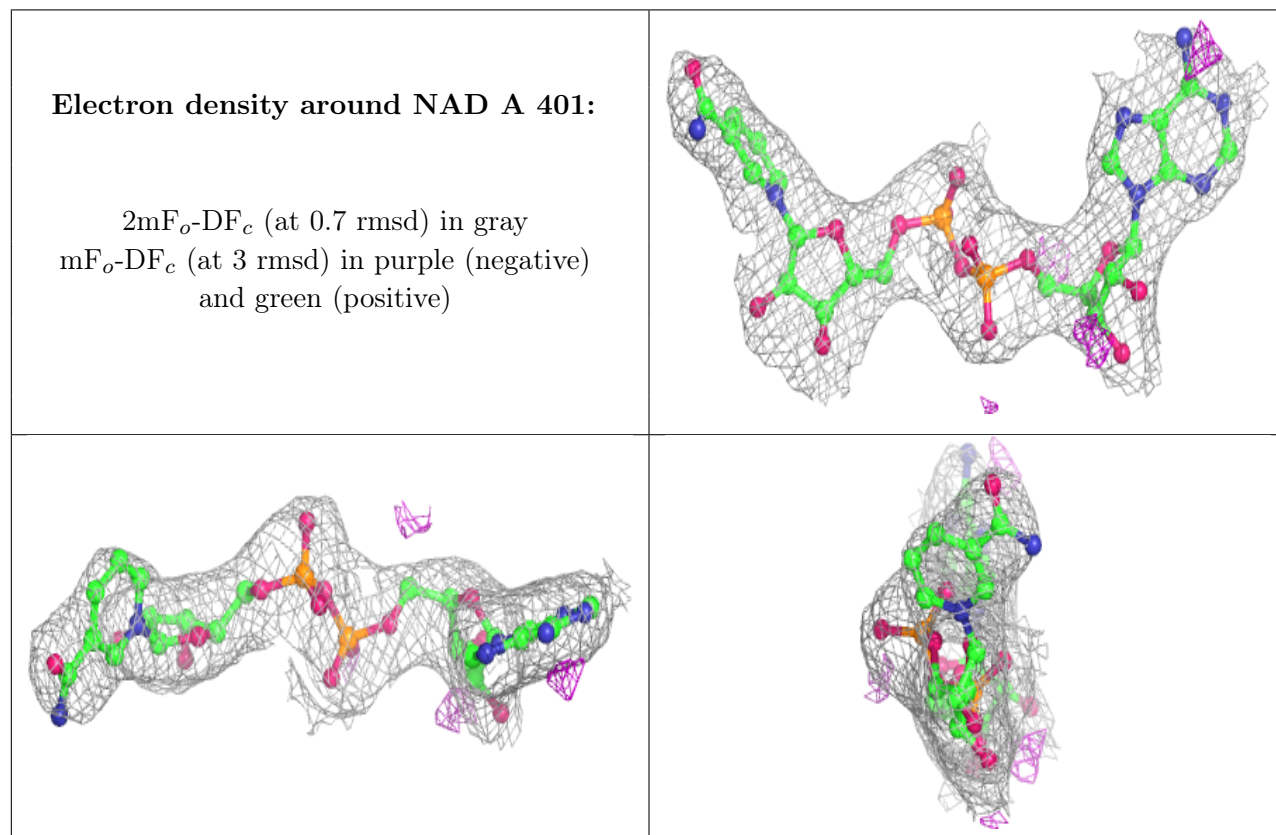 Electron density around NAD A 401:
2mFo-DFc (at 0.7 rmsd) in gray
mFo-DFc (at 3 rmsd) in purple (negative)
and green (positive)